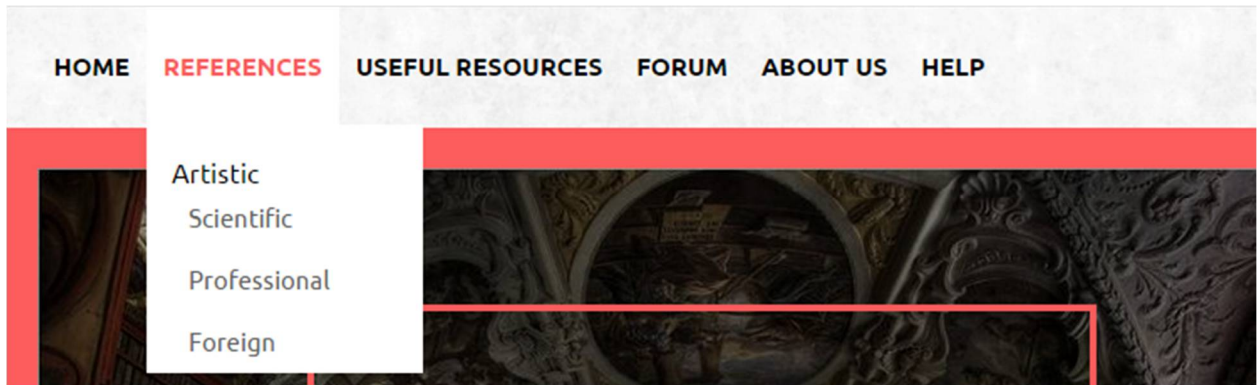 HOME REFERENCES USEFUL RESOURCES FORUM ABOUT US HELP
Artistic
Scientific
Professional
Foreign